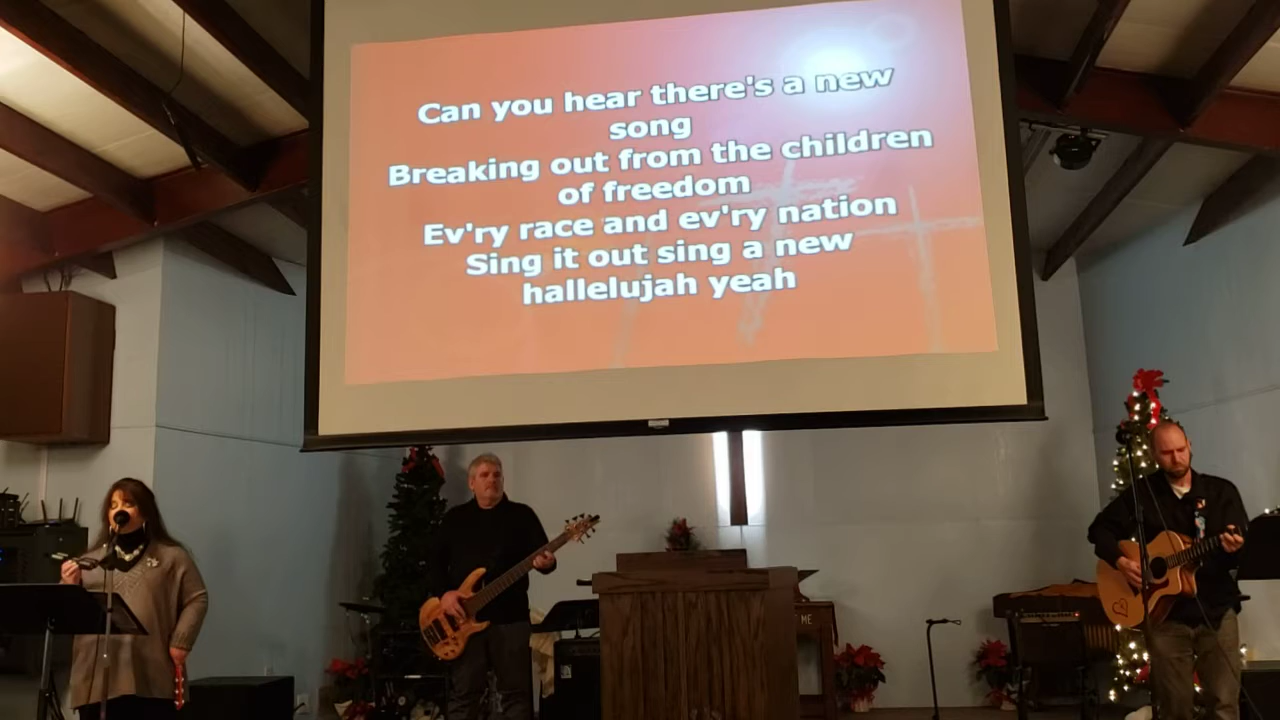 Can you hear there's a new
song
Breaking out from the children
of freedom
Ev'ry race and ev'ry nation
Sing it out sing a new
hallelujah yeah
ME